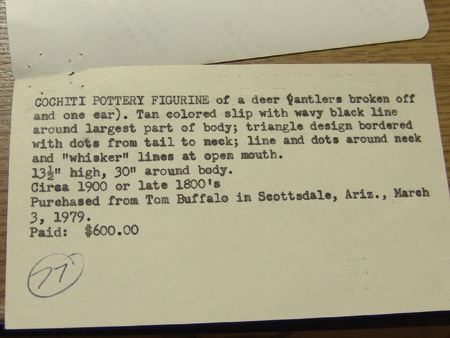 COCHITI POTTERY FIGURINE of a deer (antlers broken off
and one ear). Tan colored slip with wavy black line
around largest part of body; triangle design bordered
with dots from tail to neck; line and dots around neck
and "whisker" lines at open mouth.
13½" high, 30" around body.
Circa 1900 or late 1800's
Purchased from Tom Buffalo in Scottsdale, Ariz., March
3, 1979.
Paid: $600.00
77